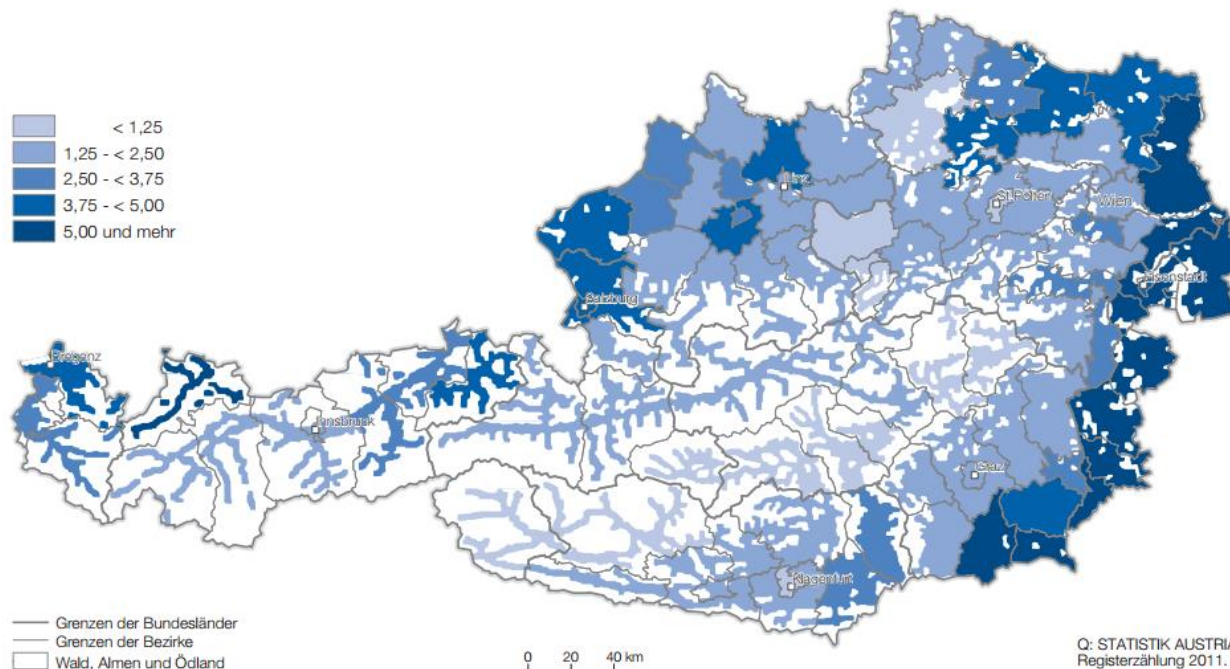 < 1,25
1,25 - < 2,50
2,50 - < 3,75
3,75 - < 5,00
5,00 und mehr
Linz
St.Pölten
Wien
Eisenstadt
Salzburg
Bregenz
Innsbruck
Graz
Klagenfurt
Grenzen der Bundesländer
Grenzen der Bezirke
Wald, Almen und Ödland
0 20 40 km
Q: STATISTIK AUSTRIA
Registerzählung 2011.